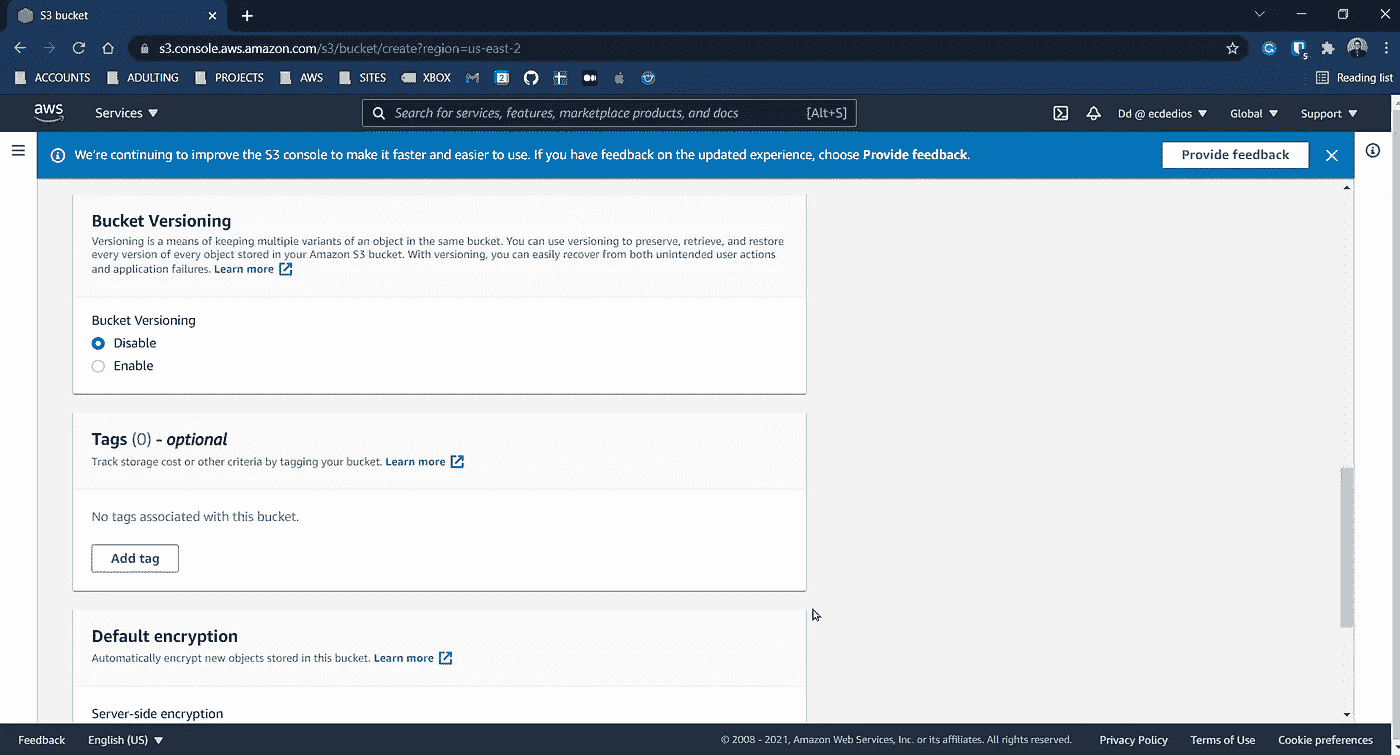 S3 bucket
s3.console.aws.amazon.com/s3/bucket/create?region=us-east-2
5
ACCOUNTS ADULTING PROJECTS AWS SITES XBOX 2 Reading list
aws Services Search for services, features, marketplace products, and docs [Alt+S] Dd @ ecdedios Global Support
We're continuing to improve the S3 console to make it faster and easier to use. If you have feedback on the updated experience, choose Provide feedback. Provide feedback
Bucket Versioning
Versioning is a means of keeping multiple variants of an object in the same bucket. You can use versioning to preserve, retrieve, and restore
every version of every object stored in your Amazon S3 bucket. With versioning, you can easily recover from both unintended user actions
and application failures. Learn more
Bucket Versioning
Disable
Enable
Tags (0) - optional
Track storage cost or other criteria by tagging your bucket. Learn more
No tags associated with this bucket.
Add tag
Default encryption
Automatically encrypt new objects stored in this bucket. Learn more
Server-side encryption
Feedback English (US) © 2008 - 2021, Amazon Web Services, Inc. or its affiliates. All rights reserved. Privacy Policy Terms of Use Cookie preferences